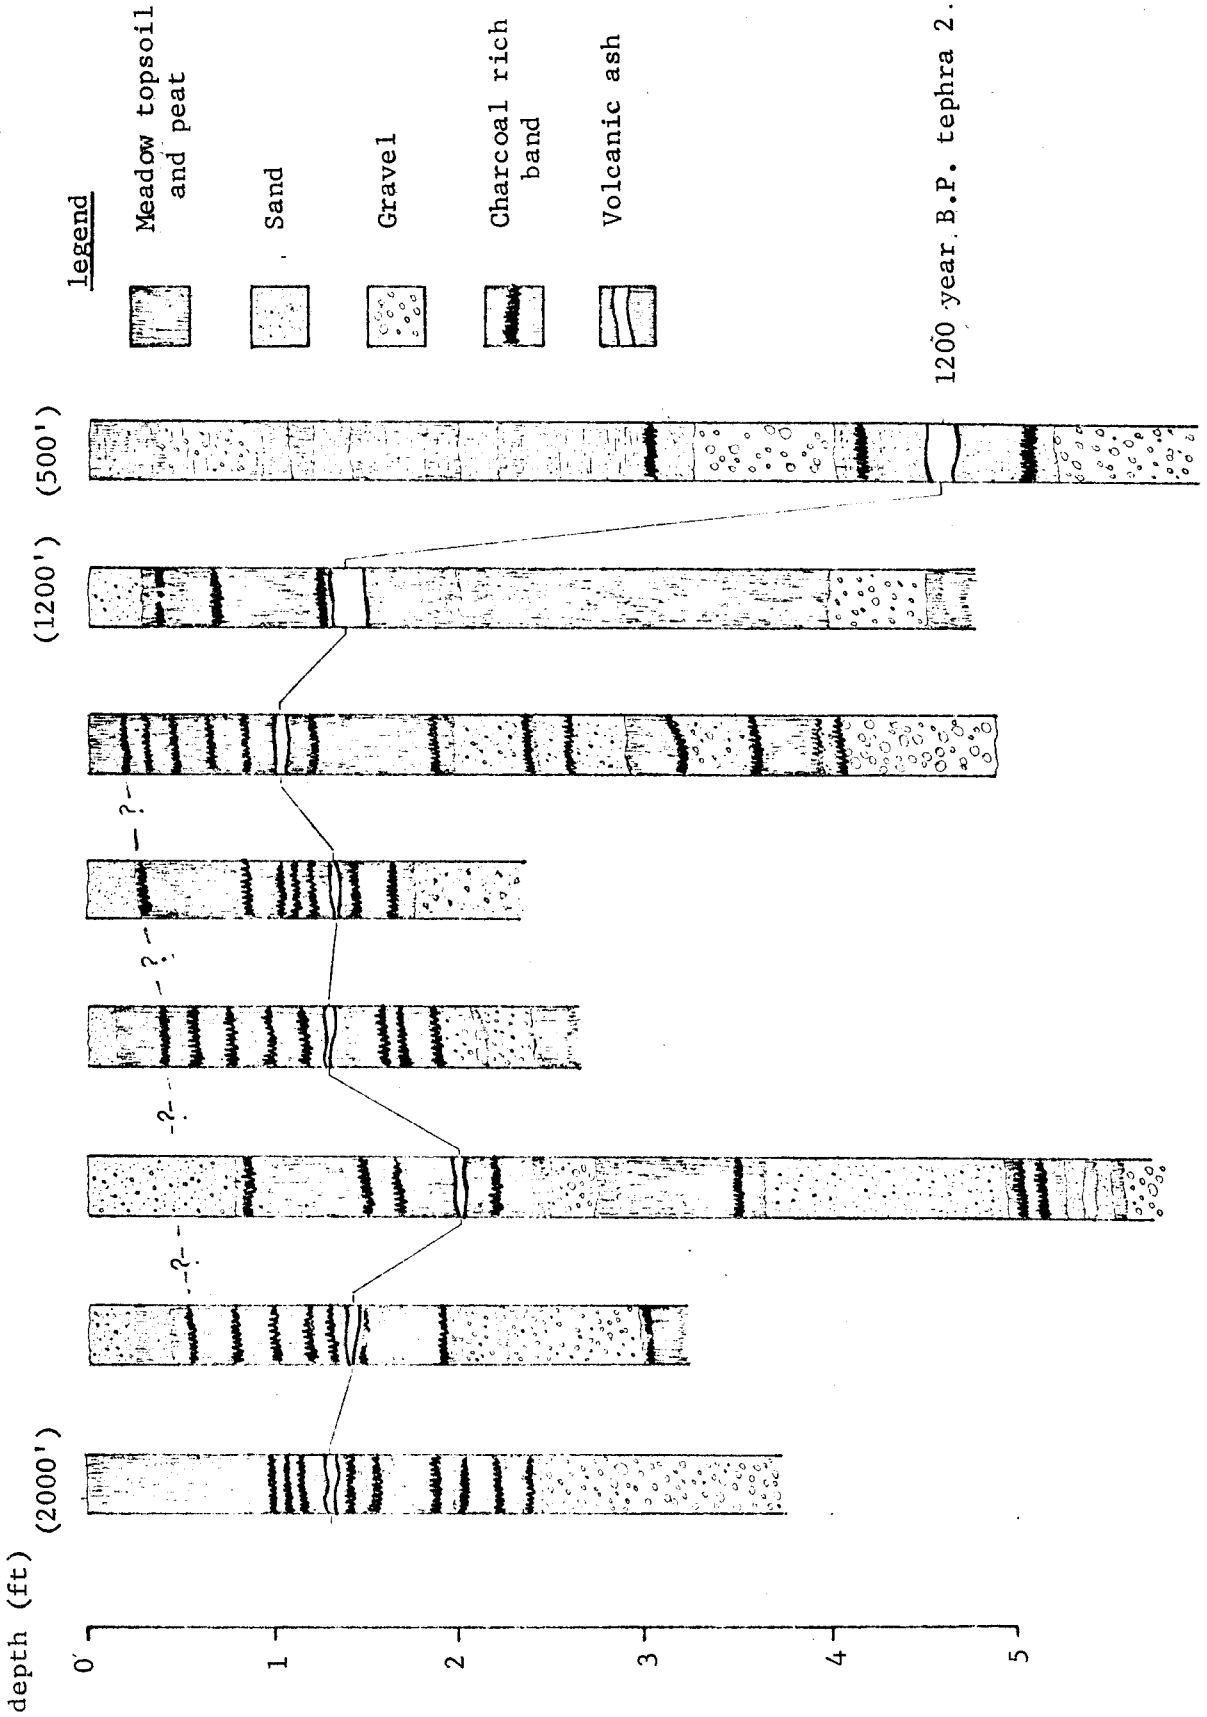 depth (ft)
0
1
2
3
4
5
(2000')
(1200')
(500')
-?-
-?-
-?-
-?-
legend
Meadow topsoil
and peat
Sand
Gravel
Charcoal rich
band
Volcanic ash
1200 year B.P. tephra 2.